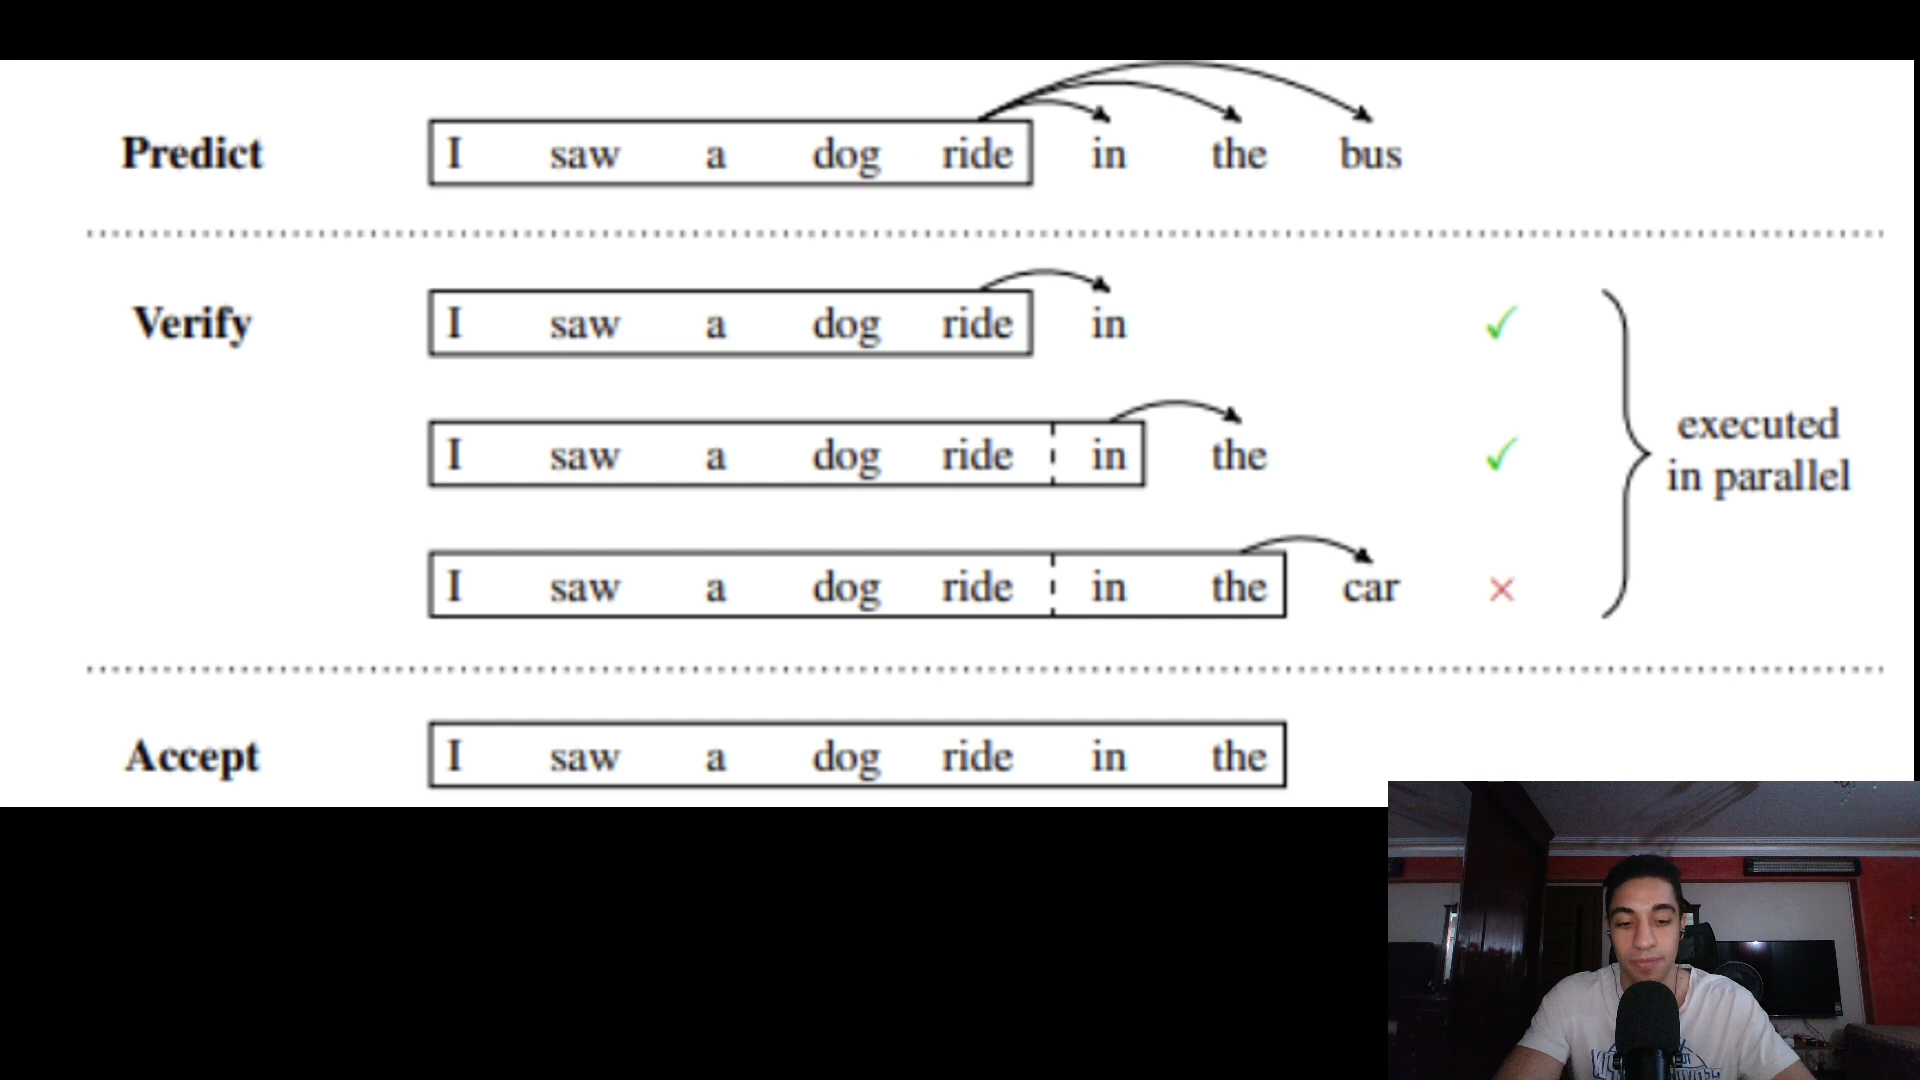 Predict I saw a dog ride in the bus
Verify I saw a dog ride in
I saw a dog ride in the
I saw a dog ride in the car
executed
in parallel
Accept I saw a dog ride in the